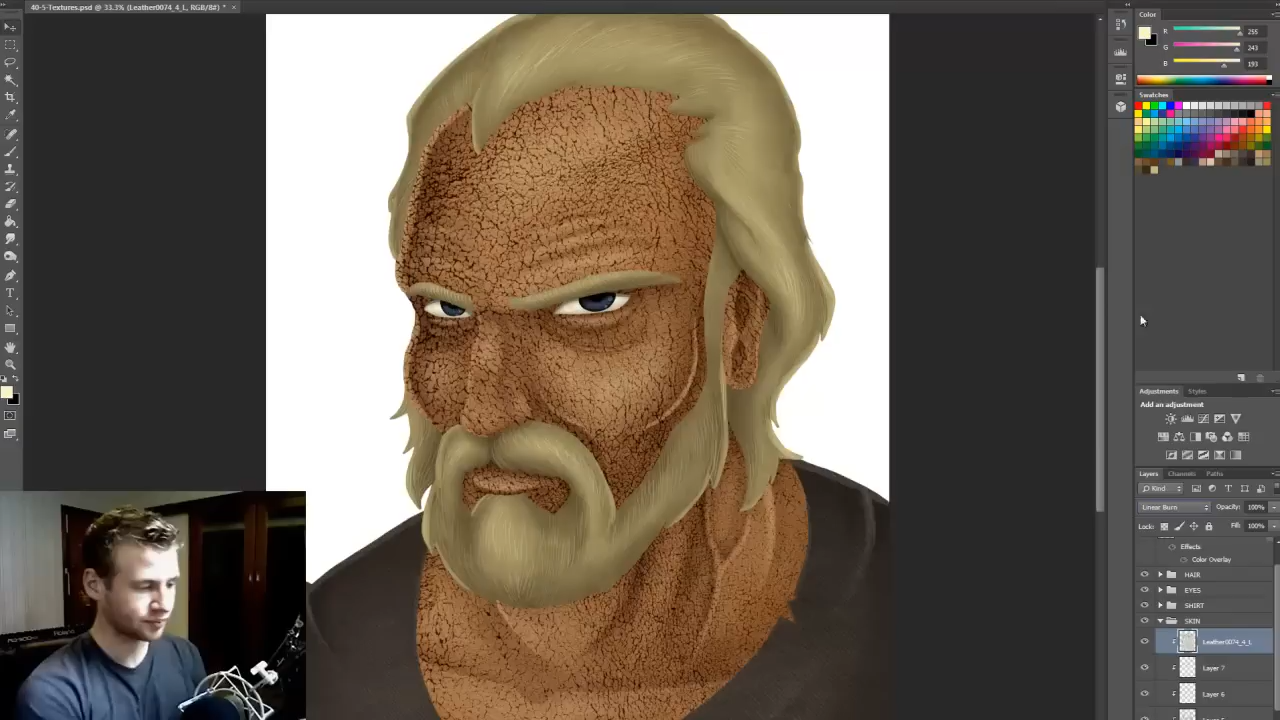 40-5-Textures.psd @ 33.3% (Leather0074_4_L, RGB/8#) *
Color
R 255
G 243
B 193
Swatches
Adjustments Styles
Add an adjustment
Layers Channels Paths
Kind
Linear Burn Opacity: 100%
Lock: Fill: 100%
Effects
Color Overlay
HAIR
EYES
SHIRT
SKIN
Leather0074_4_L
Layer 7
Layer 6